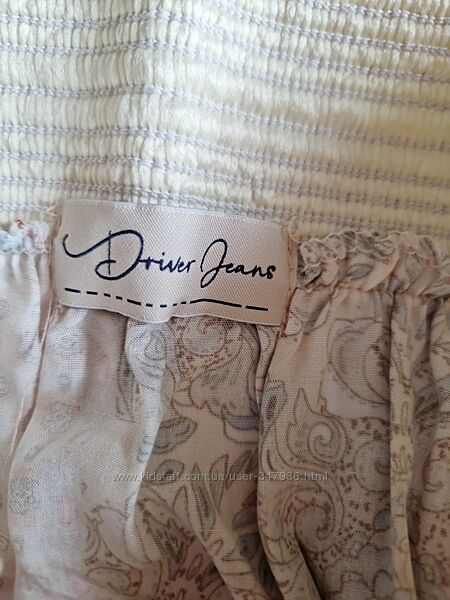 Driver Jeans
www.kidstaff.com.ua/user-347936.html